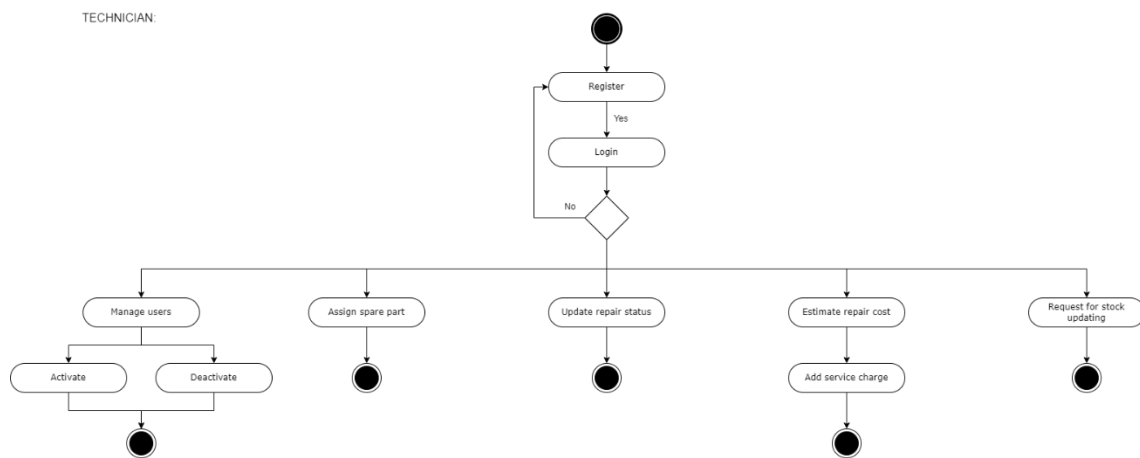 TECHNICIAN:
Register
Yes
Login
No
Manage users
Assign spare part
Update repair status
Estimate repair cost
Request for stock
updating
Activate
Deactivate
Add service charge